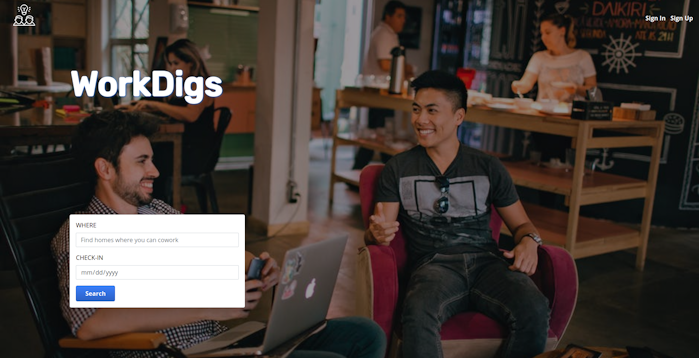 DAIKIRI
Sign In Sign Up
WorkDigs
WHERE
Find homes where you can cowork
CHECK-IN
mm/dd/yyyy
Search